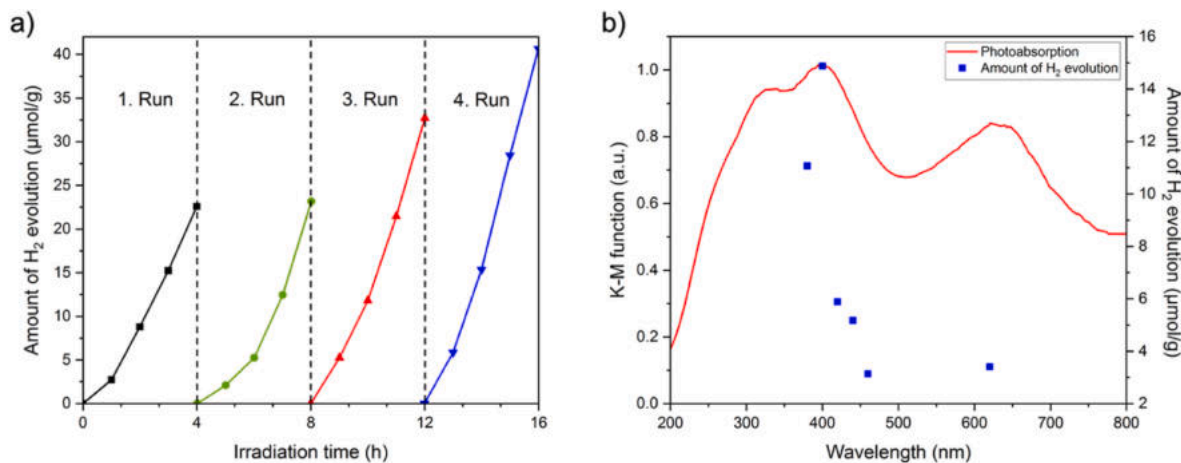 a)
Amount of H₂ evolution (μmol/g)
40
35
30
25
20
15
10
5
0
1. Run
2. Run
3. Run
4. Run
0
4
8
12
16
Irradiation time (h)
b)
K-M function (a.u.)
1.0
0.8
0.6
0.4
0.2
0.0
Photoabsorption
Amount of H₂ evolution
16
14
12
10
8
6
4
2
Amount of H₂ evolution (μmol/g)
200
300
400
500
600
700
800
Wavelength (nm)